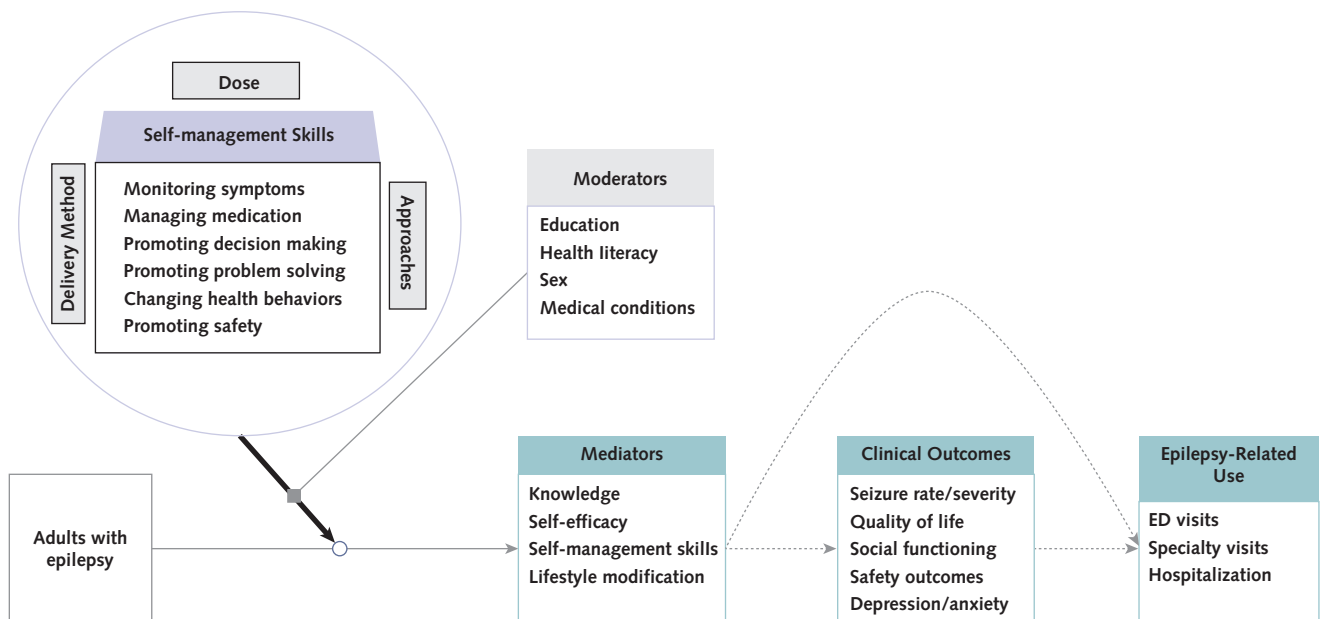 Dose
Self-management Skills
Delivery Method
Monitoring symptoms
Managing medication
Promoting decision making
Promoting problem solving
Changing health behaviors
Promoting safety
Approaches
Moderators
Education
Health literacy
Sex
Medical conditions
Adults with
epilepsy
Mediators
Knowledge
Self-efficacy
Self-management skills
Lifestyle modification
Clinical Outcomes
Seizure rate/severity
Quality of life
Social functioning
Safety outcomes
Depression/anxiety
Epilepsy-Related
Use
ED visits
Specialty visits
Hospitalization